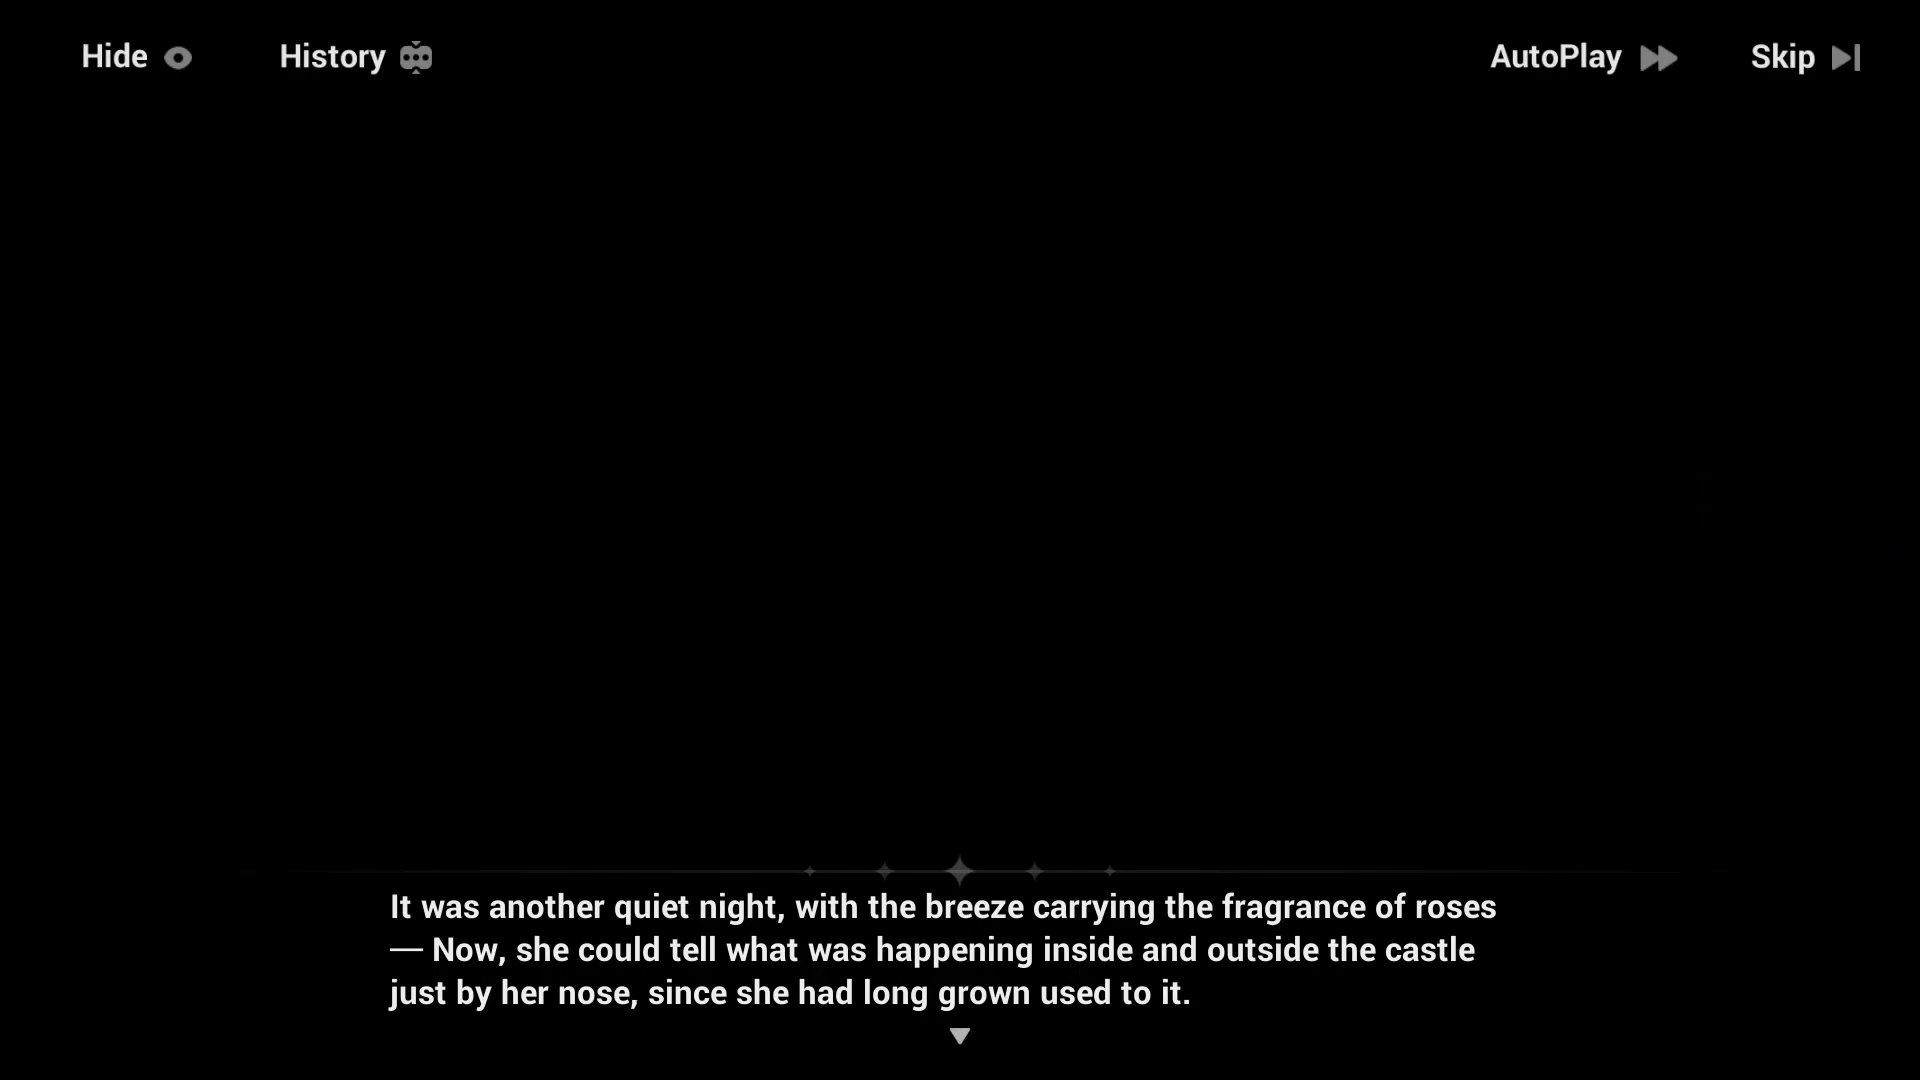 Hide
History
AutoPlay
Skip
It was another quiet night, with the breeze carrying the fragrance of roses
— Now, she could tell what was happening inside and outside the castle
just by her nose, since she had long grown used to it.